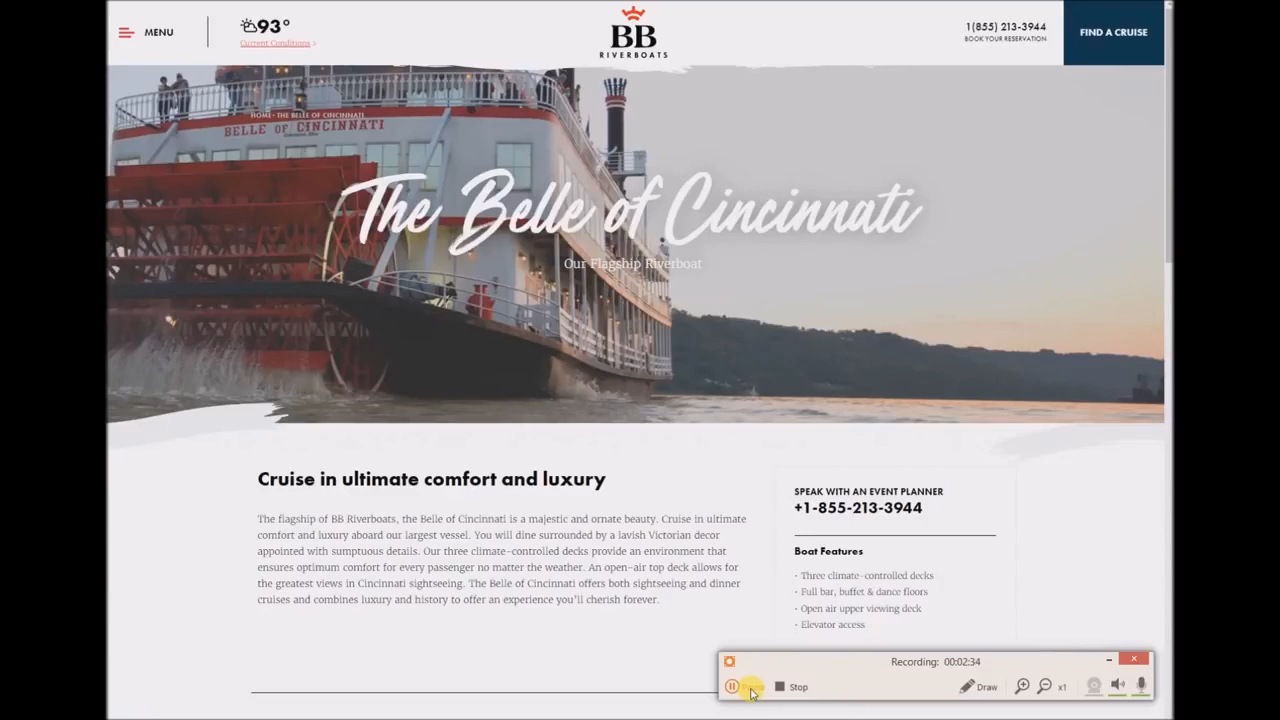 MENU
93°
Current Conditions >
BB
RIVERBOATS
1(855) 213-3944
BOOK YOUR RESERVATION
FIND A CRUISE
HOME- THE BELLE OF CINCINNATI
BELLE OF CINCINNATI
The Belle of Cincinnati
Our Flagship Riverboat
Cruise in ultimate comfort and luxury
The flagship of BB Riverboats, the Belle of Cincinnati is a majestic and ornate beauty. Cruise in ultimate
comfort and luxury aboard our largest vessel. You will dine surrounded by a lavish Victorian decor
appointed with sumptuous details. Our three climate-controlled decks provide an environment that
ensures optimum comfort for every passenger no matter the weather. An open-air top deck allows for
the greatest views in Cincinnati sightseeing. The Belle of Cincinnati offers both sightseeing and dinner
cruises and combines luxury and history to offer an experience you'll cherish forever.
SPEAK WITH AN EVENT PLANNER
+1-855-213-3944
Boat Features
· Three climate-controlled decks
· Full bar, buffet & dance floors
· Open air upper viewing deck
· Elevator access
Recording: 00:02:34
Stop
Draw
x1